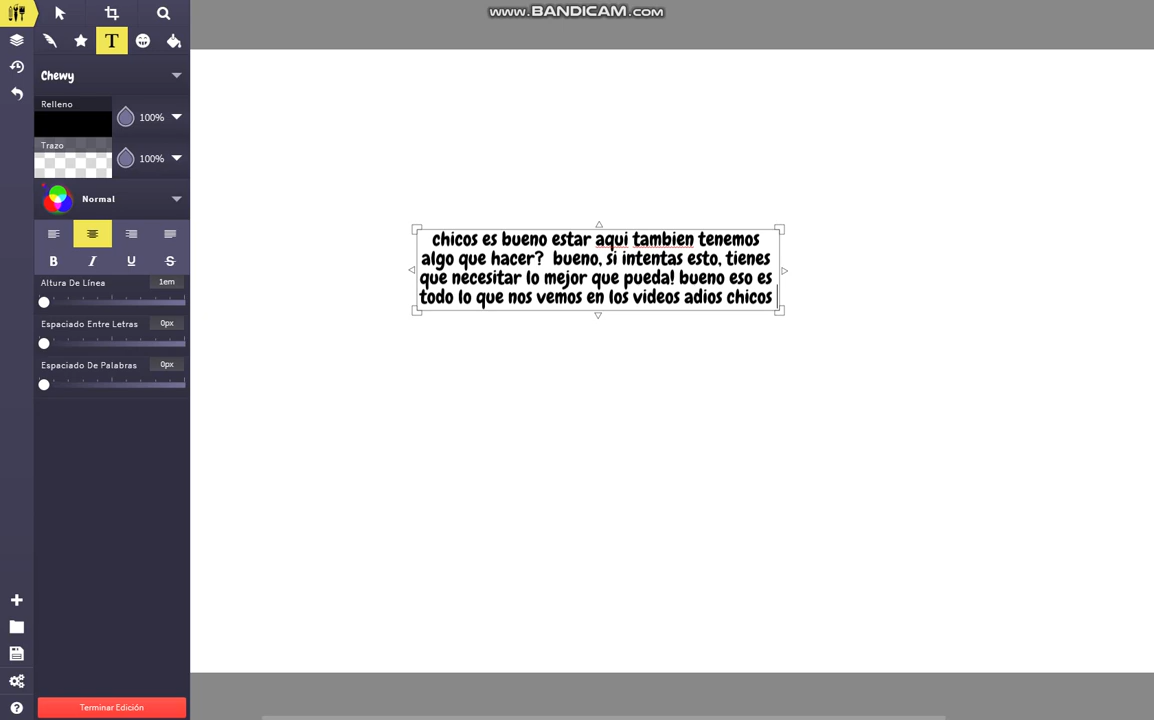 www.BANDICAM.com
T
Chewy
Relleno
100%
Trazo
100%
Normal
B I U S
Altura De Línea 1em
Espaciado Entre Letras 0px
Espaciado De Palabras 0px
chicos es bueno estar aqui tambien tenemos
algo que hacer?  bueno, si intentas esto, tienes
que necesitar lo mejor que pueda! bueno eso es
todo lo que nos vemos en los videos adios chicos
Terminar Edición